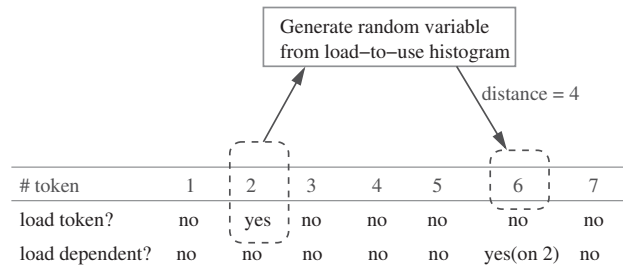 Generate random variable
from load−to−use histogram
distance = 4
# token 1 2 3 4 5 6 7
load token? no yes no no no no no
load dependent? no no no no no yes(on 2) no